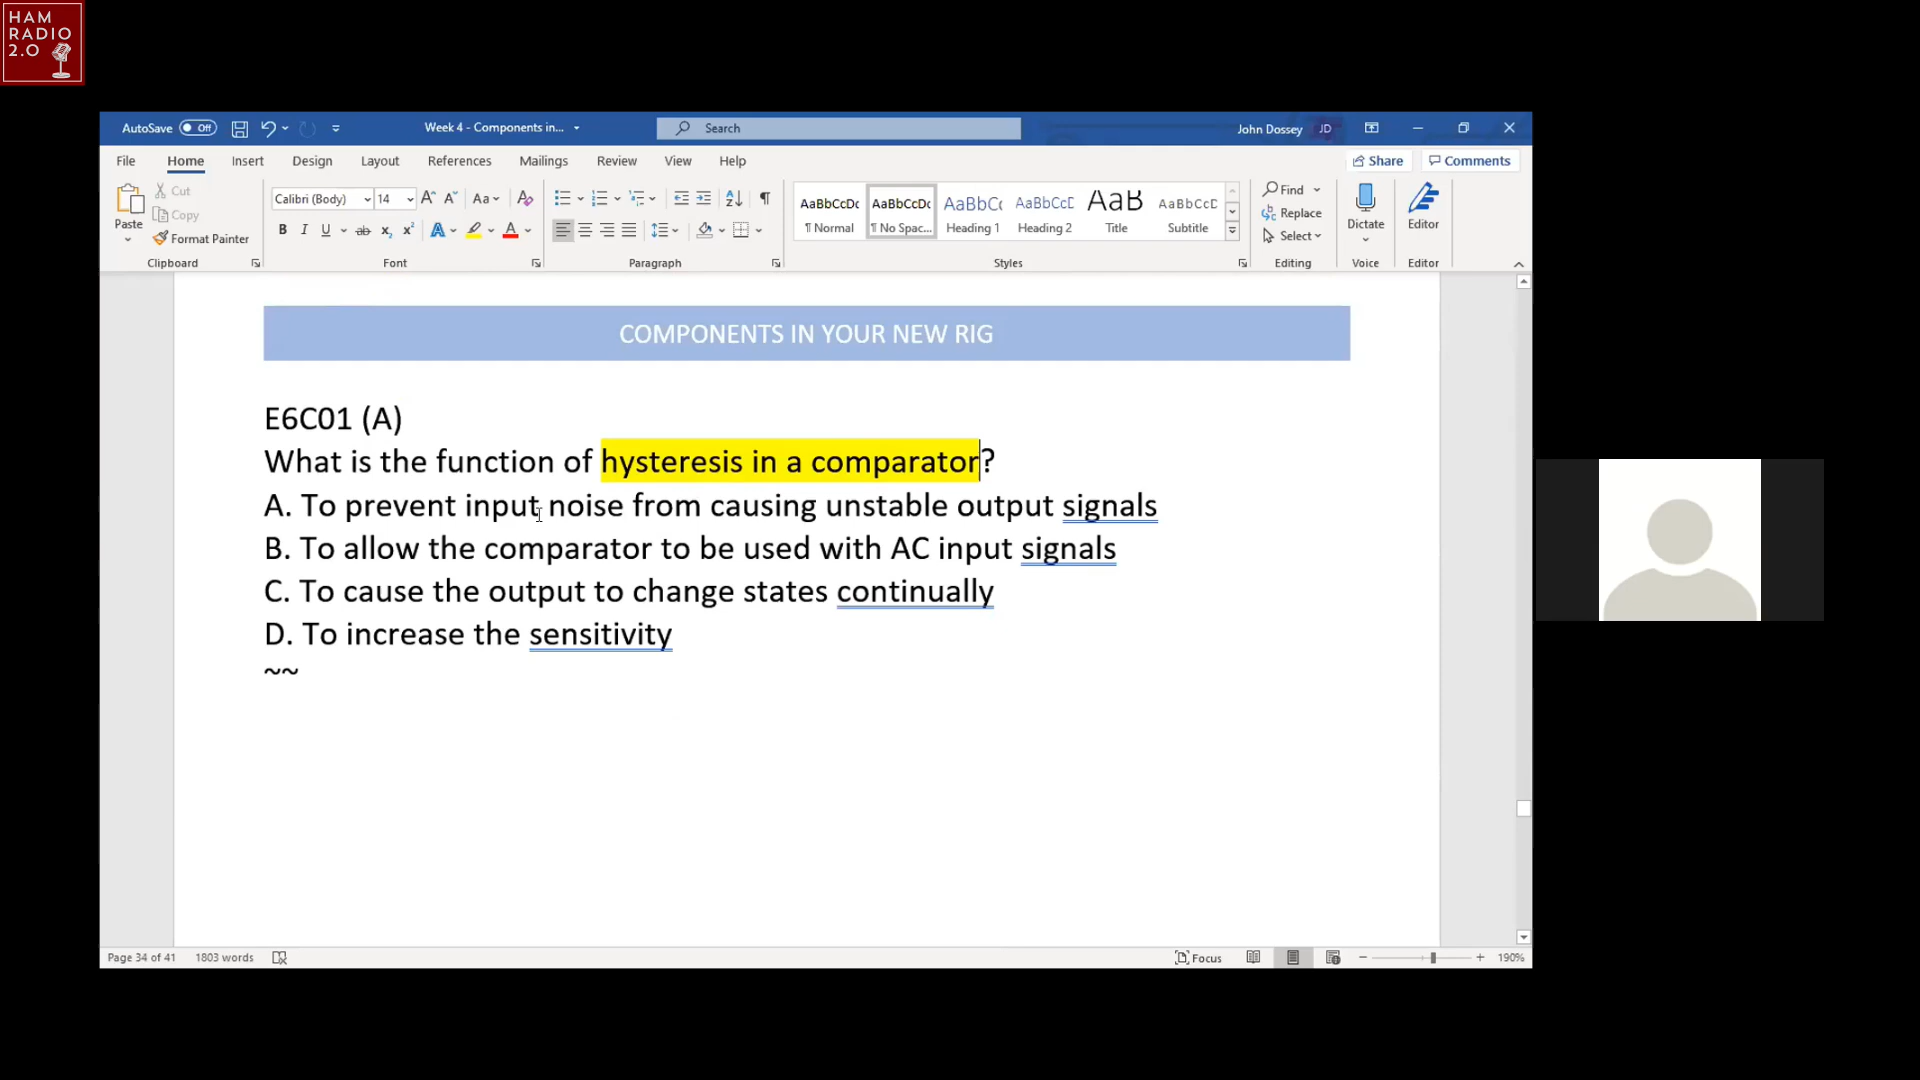 HAM
RADIO
2.0
AutoSave Off
Week 4 - Components in...
Search
John Dossey JD
File Home Insert Design Layout References Mailings Review View Help
Share Comments
Paste
Cut
Copy
Format Painter
Clipboard
Calibri (Body) 14
Font
Paragraph
AaBbCcDc AaBbCcDc AaBbCc AaBbCcD AaB AaBbCcD
¶ Normal ¶ No Spac... Heading 1 Heading 2 Title Subtitle
Styles
Find
Replace
Select
Editing
Dictate
Voice
Editor
Editor
COMPONENTS IN YOUR NEW RIG
E6C01 (A)
What is the function of hysteresis in a comparator?
A. To prevent input noise from causing unstable output signals
B. To allow the comparator to be used with AC input signals
C. To cause the output to change states continually
D. To increase the sensitivity
~~
Page 34 of 41 1803 words
Focus
190%